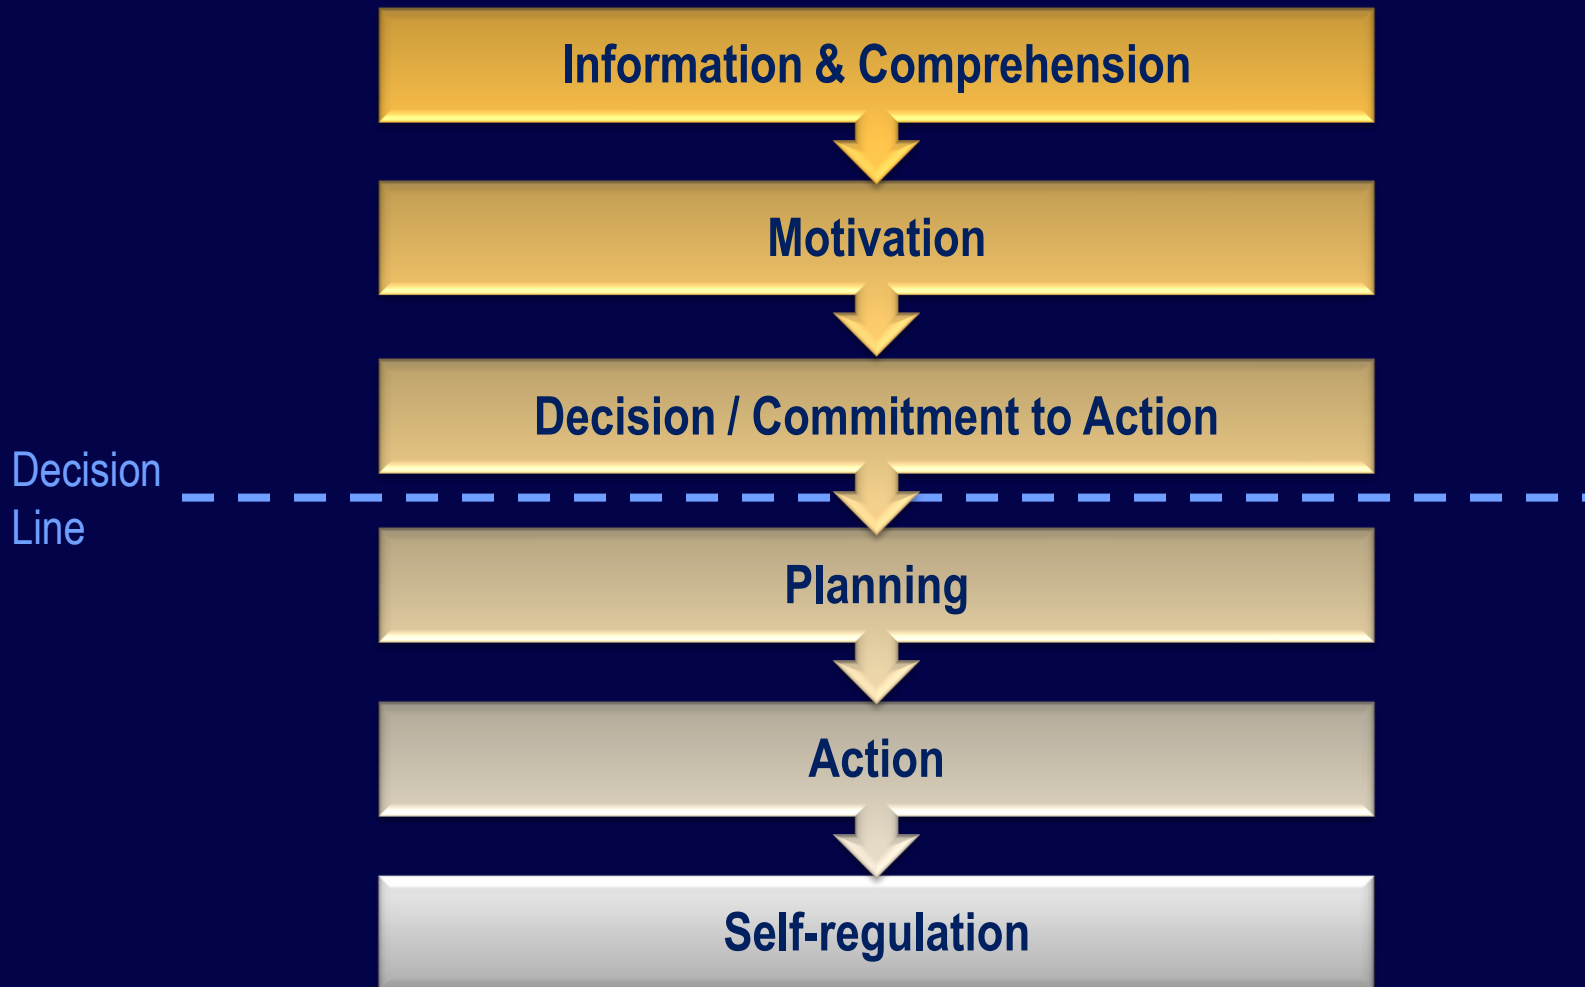 Information & Comprehension
Motivation
Decision / Commitment to Action
Decision
Line
Planning
Action
Self-regulation